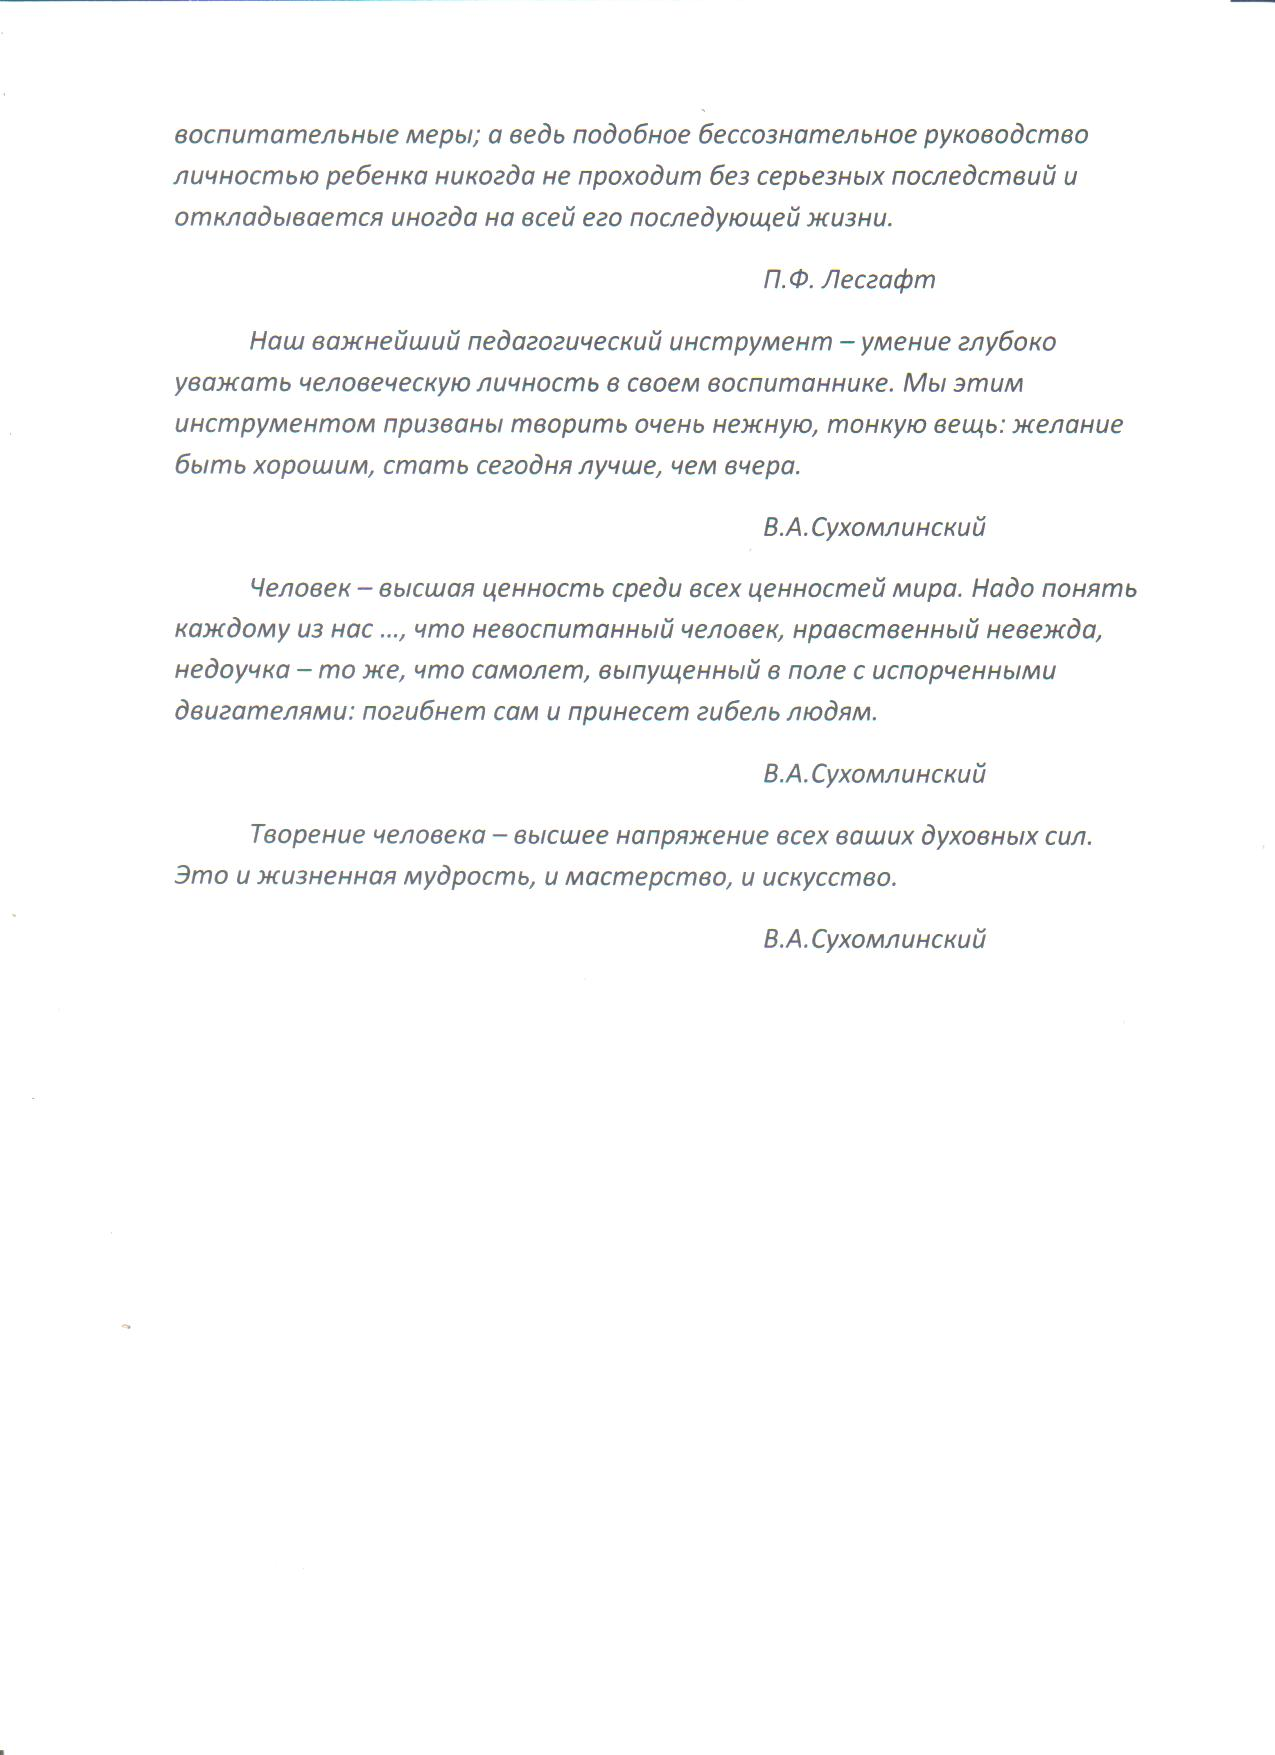 воспитательные меры; а ведь подобное бессознательное руководство
личностью ребенка никогда не проходит без серьезных последствий и
откладывается иногда на всей его последующей жизни.
П.Ф. Лесгафт
Наш важнейший педагогический инструмент – умение глубоко
уважать человеческую личность в своем воспитаннике. Мы этим
инструментом призваны творить очень нежную, тонкую вещь: желание
быть хорошим, стать сегодня лучше, чем вчера.
В.А.Сухомлинский
Человек – высшая ценность среди всех ценностей мира. Надо понять
каждому из нас ..., что невоспитанный человек, нравственный невежда,
недоучка – то же, что самолет, выпущенный в поле с испорченными
двигателями: погибнет сам и принесет гибель людям.
В.А.Сухомлинский
Творение человека – высшее напряжение всех ваших духовных сил.
Это и жизненная мудрость, и мастерство, и искусство.
В.А.Сухомлинский